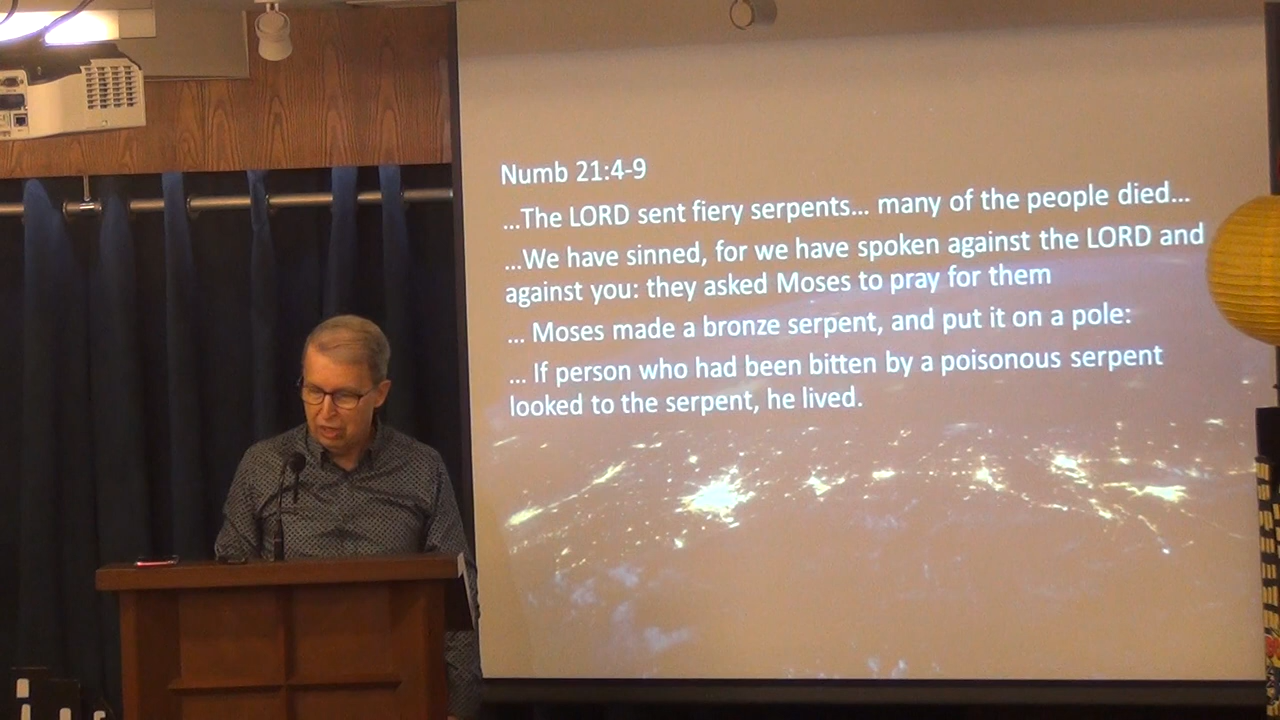 Numb 21:4-9
...The LORD sent fiery serpents... many of the people died...
...We have sinned, for we have spoken against the LORD and
against you: they asked Moses to pray for them
... Moses made a bronze serpent, and put it on a pole:
... If person who had been bitten by a poisonous serpent
looked to the serpent, he lived.